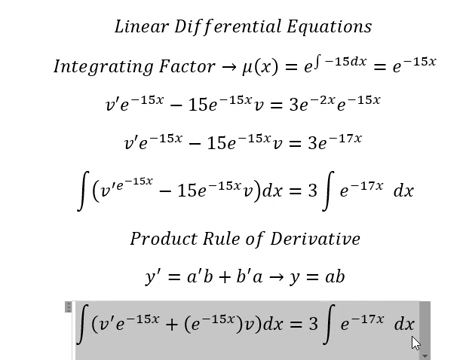 Linear Differential Equations
Integrating Factor → μ(x) = e^{∫ −15dx} = e^{−15x}
v′e^{−15x} − 15e^{−15x}v = 3e^{−2x}e^{−15x}
v′e^{−15x} − 15e^{−15x}v = 3e^{−17x}
∫(v′^{e^{−15x}} − 15e^{−15x}v)dx = 3 ∫ e^{−17x} dx
Product Rule of Derivative
y′ = a′b + b′a → y = ab
∫(v′e^{−15x} + (e^{−15x})v)dx = 3 ∫ e^{−17x} dx